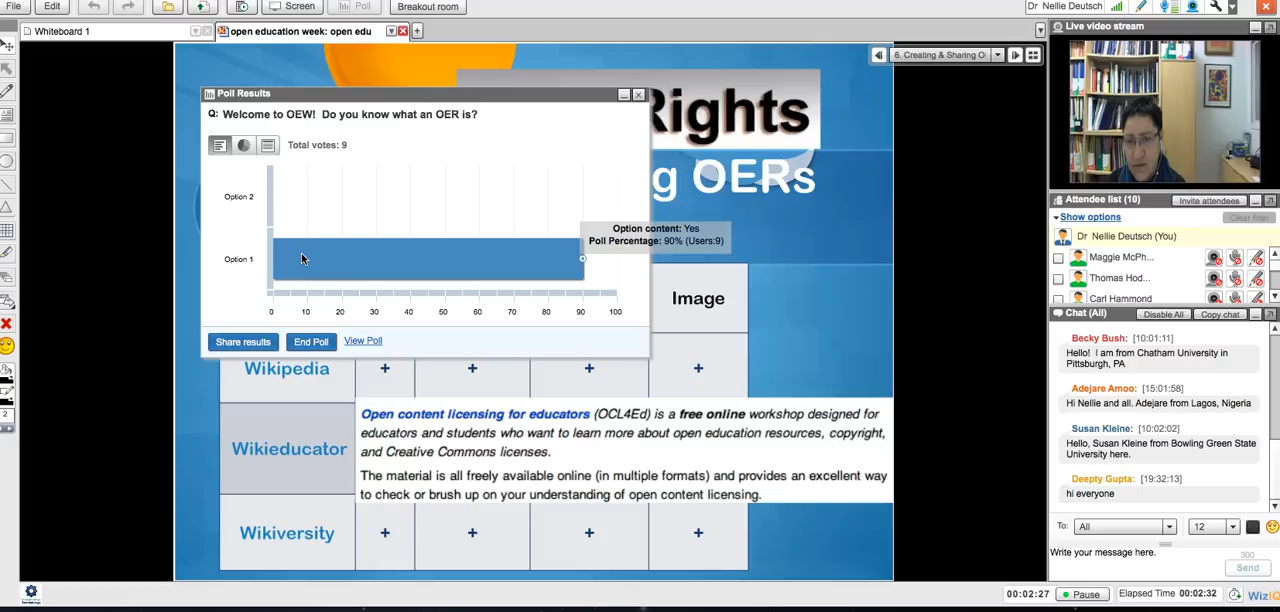 File
Edit
Screen
Poll
Breakout room
Dr Nellie Deutsch
Whiteboard 1
open education week: open edu
6. Creating & Sharing O
Rights
g OERs
Poll Results
Q: Welcome to OEW! Do you know what an OER is?
Total votes: 9
Option 2
Option 1
Option content: Yes
Poll Percentage: 90% (Users:9)
0 10 20 30 40 50 60 70 80 90 100
Share results
End Poll
View Poll
Image
Wikipedia + + + +
Wikieducator
Open content licensing for educators (OCL4Ed) is a free online workshop designed for
educators and students who want to learn more about open education resources, copyright,
and Creative Commons licenses.
The material is all freely available online (in multiple formats) and provides an excellent way
to check or brush up on your understanding of open content licensing.
Wikiversity + + + +
Live video stream
Attendee list (10)
Invite attendees
Show options
Clear filter
Dr Nellie Deutsch (You)
Maggie McPh...
Thomas Hod...
Carl Hammond
Chat (All)
Disable All
Copy chat
Becky Bush: [10:01:11]
Hello! I am from Chatham University in
Pittsburgh, PA
Adejare Amoo: [15:01:58]
Hi Nellie and all. Adejare from Lagos, Nigeria
Susan Kleine: [10:02:02]
Hello, Susan Kleine from Bowling Green State
University here.
Deepty Gupta: [19:32:13]
hi everyone
To: All
12
Write your message here.
300
Send
2
00:02:27
Pause
Elapsed Time 00:02:32
WizIQ